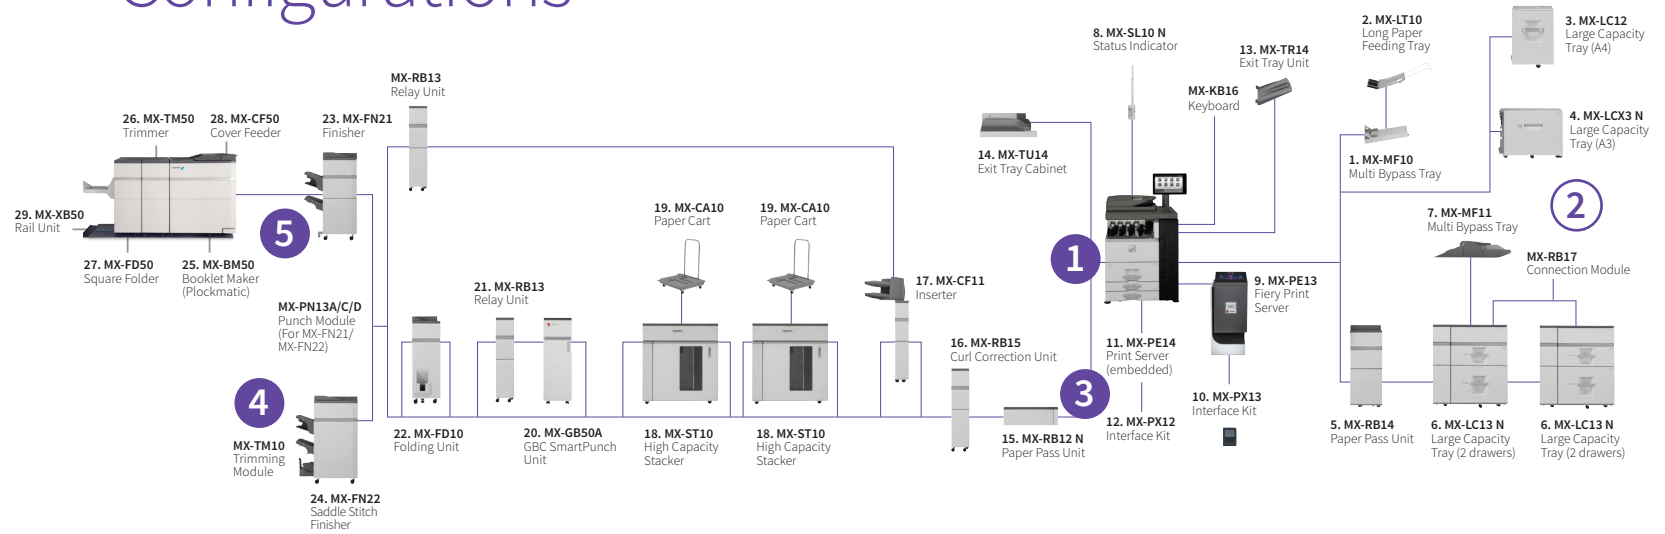 Configurations
MX-RB13
Relay Unit
26. MX-TM50
Trimmer
28. MX-CF50
Cover Feeder
23. MX-FN21
Finisher
29. MX-XB50
Rail Unit
5
27. MX-FD50
Square Folder
25. MX-BM50
Booklet Maker
(Plockmatic)
MX-PN13A/C/D
Punch Module
(For MX-FN21/
MX-FN22)
4
MX-TM10
Trimming
Module
24. MX-FN22
Saddle Stitch
Finisher
22. MX-FD10
Folding Unit
21. MX-RB13
Relay Unit
20. MX-GB50A
GBC SmartPunch
Unit
19. MX-CA10
Paper Cart
19. MX-CA10
Paper Cart
18. MX-ST10
High Capacity
Stacker
18. MX-ST10
High Capacity
Stacker
17. MX-CF11
Inserter
16. MX-RB15
Curl Correction Unit
15. MX-RB12 N
Paper Pass Unit
3
14. MX-TU14
Exit Tray Cabinet
8. MX-SL10 N
Status Indicator
MX-KB16
Keyboard
13. MX-TR14
Exit Tray Unit
1
9. MX-PE13
Fiery Print
Server
11. MX-PE14
Print Server
(embedded)
12. MX-PX12
Interface Kit
10. MX-PX13
Interface Kit
2. MX-LT10
Long Paper
Feeding Tray
1. MX-MF10
Multi Bypass Tray
3. MX-LC12
Large Capacity
Tray (A4)
4. MX-LCX3 N
Large Capacity
Tray (A3)
2
7. MX-MF11
Multi Bypass Tray
MX-RB17
Connection Module
5. MX-RB14
Paper Pass Unit
6. MX-LC13 N
Large Capacity
Tray (2 drawers)
6. MX-LC13 N
Large Capacity
Tray (2 drawers)